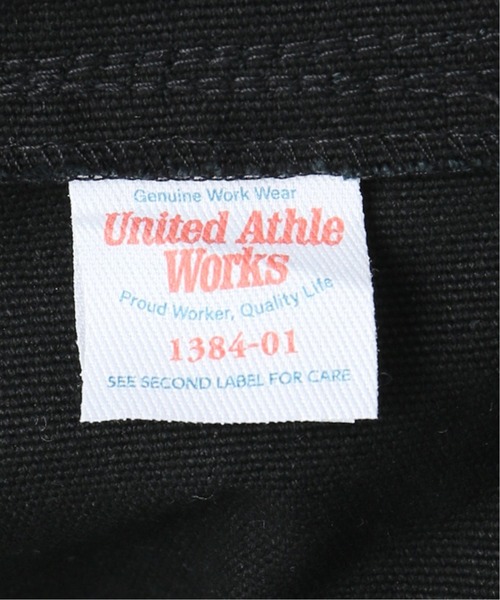 Genuine Work Wear
United Athle
Works
Proud Worker, Quality Life
1384-01
SEE SECOND LABEL FOR CARE